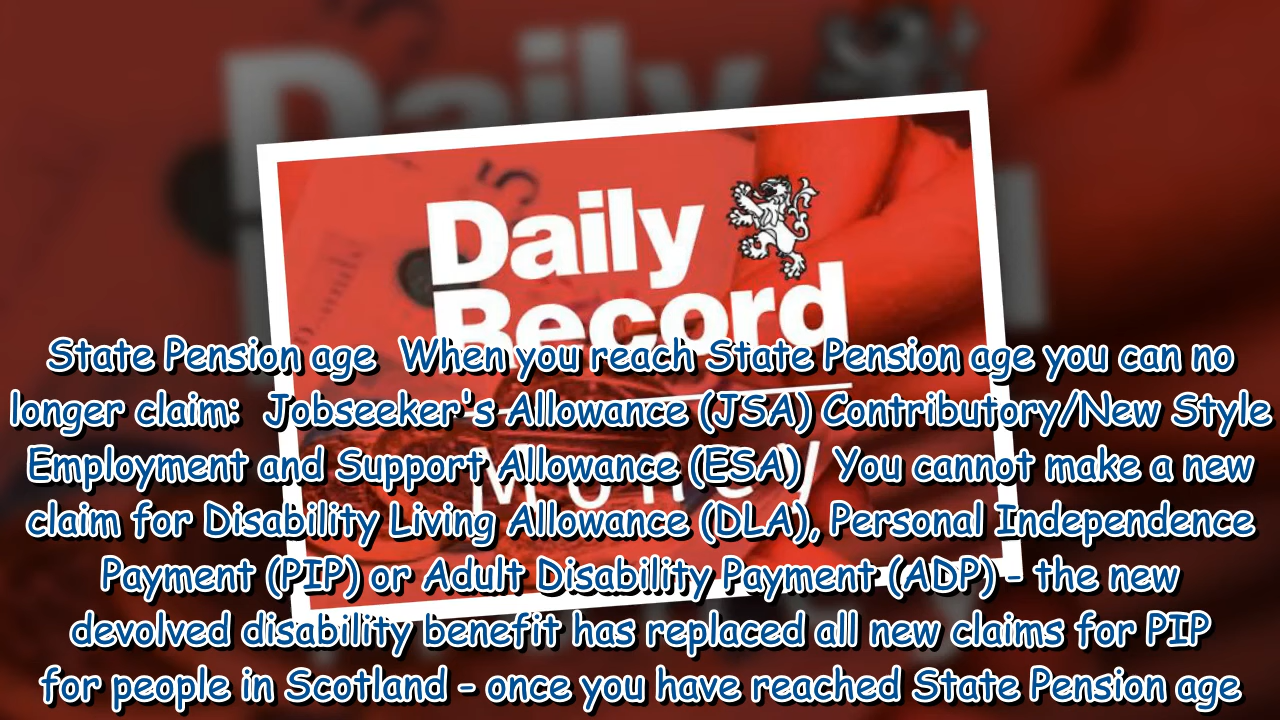 Daily
Record
Money
State Pension age  When you reach State Pension age you can no
longer claim:  Jobseeker's Allowance (JSA) Contributory/New Style
Employment and Support Allowance (ESA)  You cannot make a new
claim for Disability Living Allowance (DLA), Personal Independence
Payment (PIP) or Adult Disability Payment (ADP) - the new
devolved disability benefit has replaced all new claims for PIP
for people in Scotland - once you have reached State Pension age